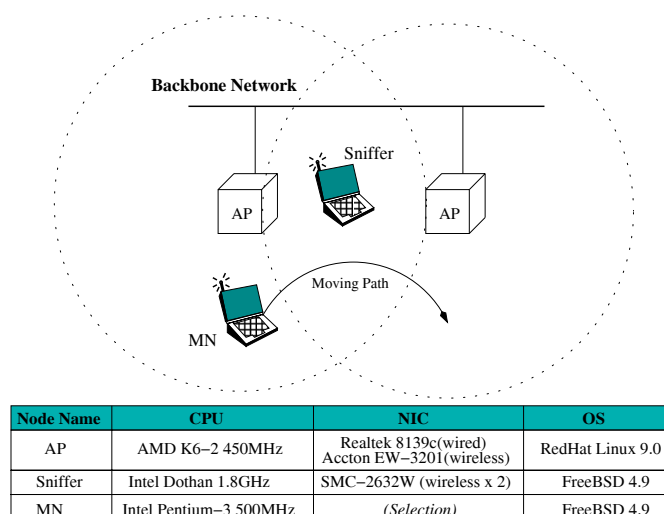 Backbone Network
Sniffer
AP
AP
Moving Path
MN
Node Name CPU NIC OS
AP AMD K6−2 450MHz Realtek 8139c(wired) Accton EW−3201(wireless) RedHat Linux 9.0
Sniffer Intel Dothan 1.8GHz SMC−2632W (wireless x 2) FreeBSD 4.9
MN Intel Pentium−3 500MHz (Selection) FreeBSD 4.9